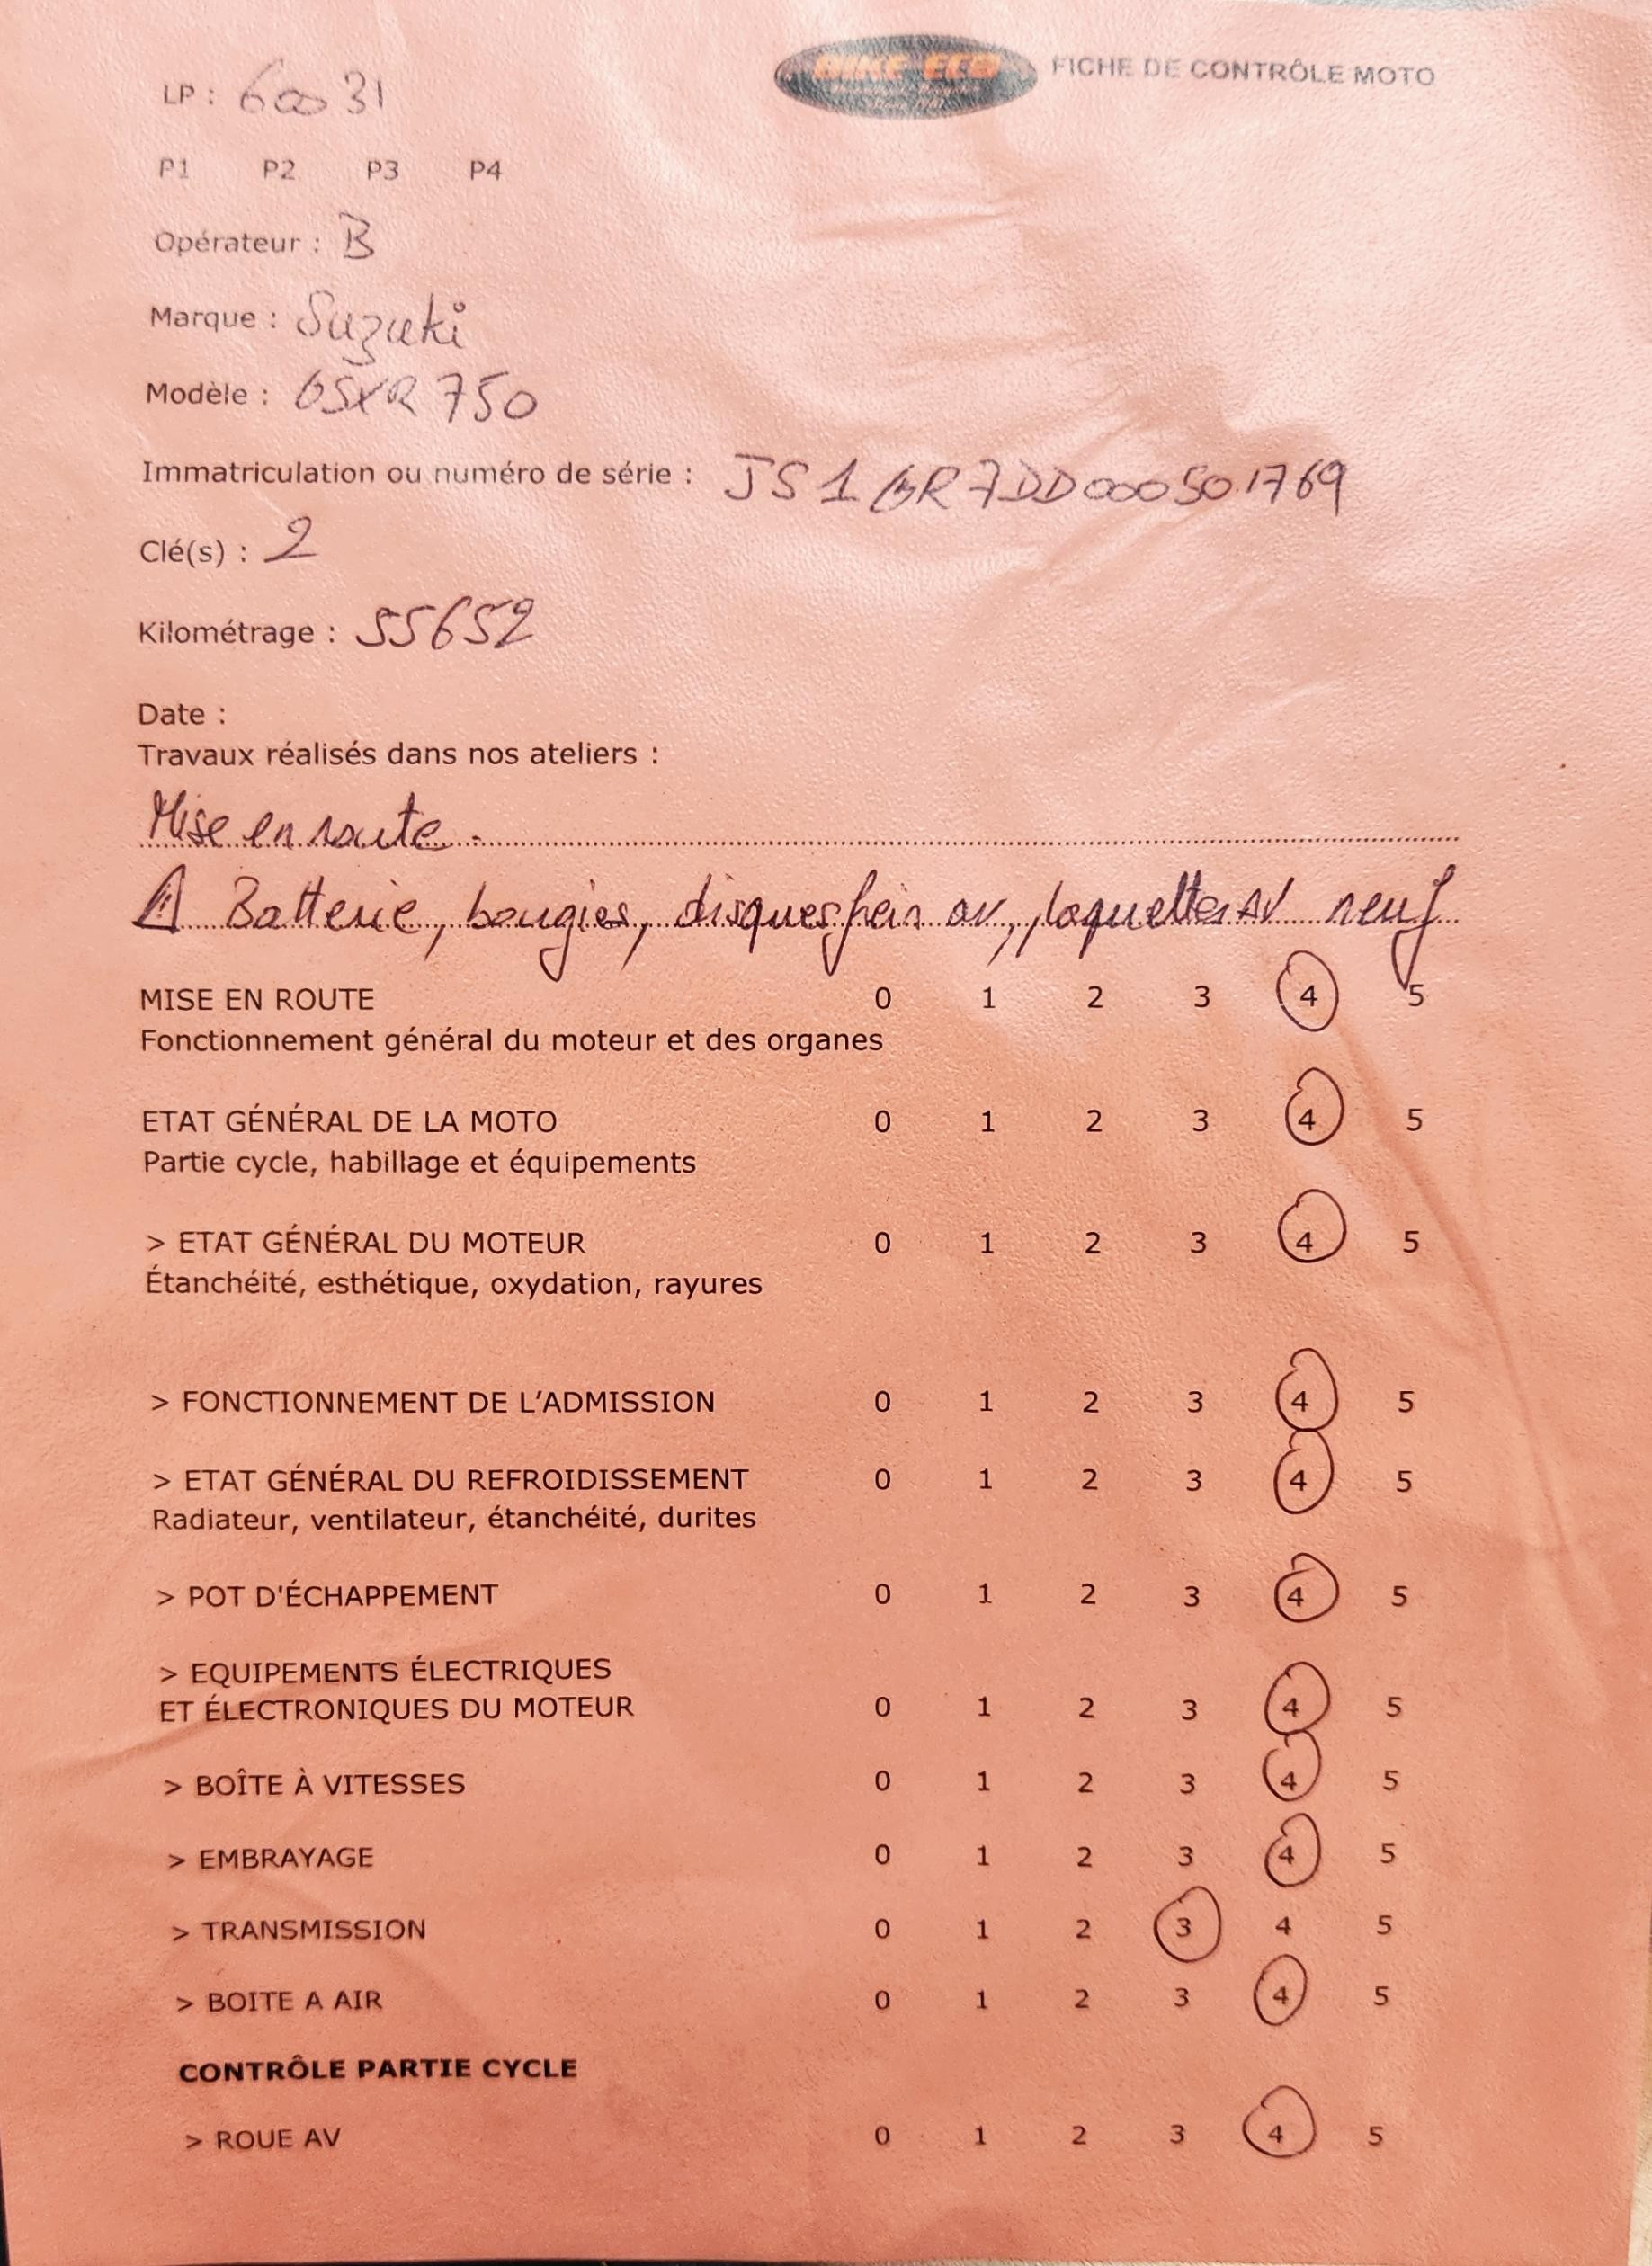 BIKE ECO
FICHE DE CONTRÔLE MOTO
LP : 60031
P1 P2 P3 P4
Opérateur : B
Marque : Suzuki
Modèle : GSXR 750
Immatriculation ou numéro de série : JS1GR7DD000501769
Clé(s) : 2
Kilométrage : 55652
Date :
Travaux réalisés dans nos ateliers :
Mise en route.
Batterie, bougies, disques frein av, plaquettes AV neuf
MISE EN ROUTE 0 1 2 3 4 5
Fonctionnement général du moteur et des organes
ETAT GÉNÉRAL DE LA MOTO 0 1 2 3 4 5
Partie cycle, habillage et équipements
> ETAT GÉNÉRAL DU MOTEUR 0 1 2 3 4 5
Étanchéité, esthétique, oxydation, rayures
> FONCTIONNEMENT DE L'ADMISSION 0 1 2 3 4 5
> ETAT GÉNÉRAL DU REFROIDISSEMENT 0 1 2 3 4 5
Radiateur, ventilateur, étanchéité, durites
> POT D'ÉCHAPPEMENT 0 1 2 3 4 5
> EQUIPEMENTS ÉLECTRIQUES
ET ÉLECTRONIQUES DU MOTEUR 0 1 2 3 4 5
> BOÎTE À VITESSES 0 1 2 3 4 5
> EMBRAYAGE 0 1 2 3 4 5
> TRANSMISSION 0 1 2 3 4 5
> BOITE A AIR 0 1 2 3 4 5
CONTRÔLE PARTIE CYCLE
> ROUE AV 0 1 2 3 4 5